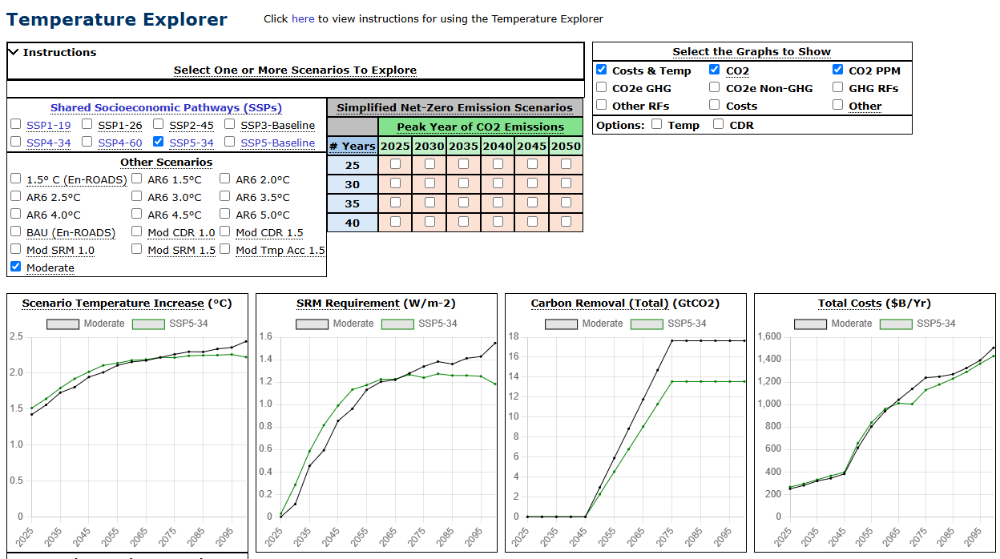 Temperature Explorer
Click here to view instructions for using the Temperature Explorer
Instructions
Select One or More Scenarios To Explore
Select the Graphs to Show
Costs & Temp CO2 CO2 PPM
CO2e GHG CO2e Non-GHG GHG RFs
Other RFs Costs Other
Options: Temp CDR
Shared Socioeconomic Pathways (SSPs)
SSP1-19 SSP1-26 SSP2-45 SSP3-Baseline
SSP4-34 SSP4-60 SSP5-34 SSP5-Baseline
Other Scenarios
1.5° C (En-ROADS) AR6 1.5°C AR6 2.0°C
AR6 2.5°C AR6 3.0°C AR6 3.5°C
AR6 4.0°C AR6 4.5°C AR6 5.0°C
BAU (En-ROADS) Mod CDR 1.0 Mod CDR 1.5
Mod SRM 1.0 Mod SRM 1.5 Mod Tmp Acc 1.5
Moderate
Simplified Net-Zero Emission Scenarios
Peak Year of CO2 Emissions
# Years 2025 2030 2035 2040 2045 2050
25
30
35
40
Scenario Temperature Increase (°C)
Moderate SSP5-34
2.5
2.0
1.5
1.0
0.5
0
2025 2035 2045 2055 2065 2075 2085 2095
SRM Requirement (W/m-2)
Moderate SSP5-34
1.6
1.4
1.2
1.0
0.8
0.6
0.4
0.2
0
2025 2035 2045 2055 2065 2075 2085 2095
Carbon Removal (Total) (GtCO2)
Moderate SSP5-34
18
16
14
12
10
8
6
4
2
0
2025 2035 2045 2055 2065 2075 2085 2095
Total Costs ($B/Yr)
Moderate SSP5-34
1,600
1,400
1,200
1,000
800
600
400
200
0
2025 2035 2045 2055 2065 2075 2085 2095